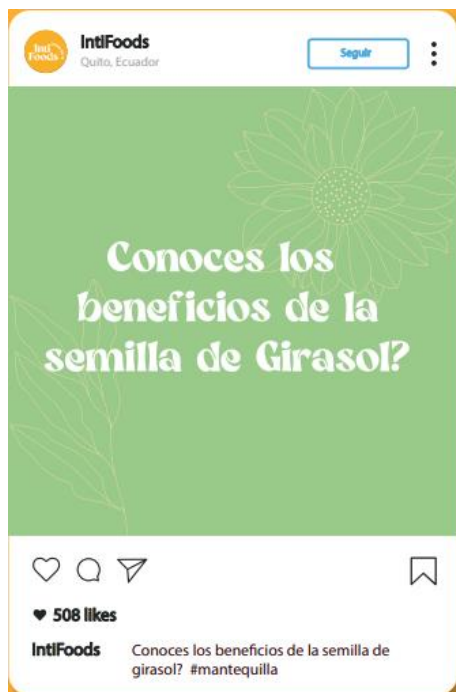 Inti
Foods
IntiFoods
Quito, Ecuador
Seguir
Conoces los
beneficios de la
semilla de Girasol?
508 likes
IntiFoods
Conoces los beneficios de la semilla de
girasol? #mantequilla